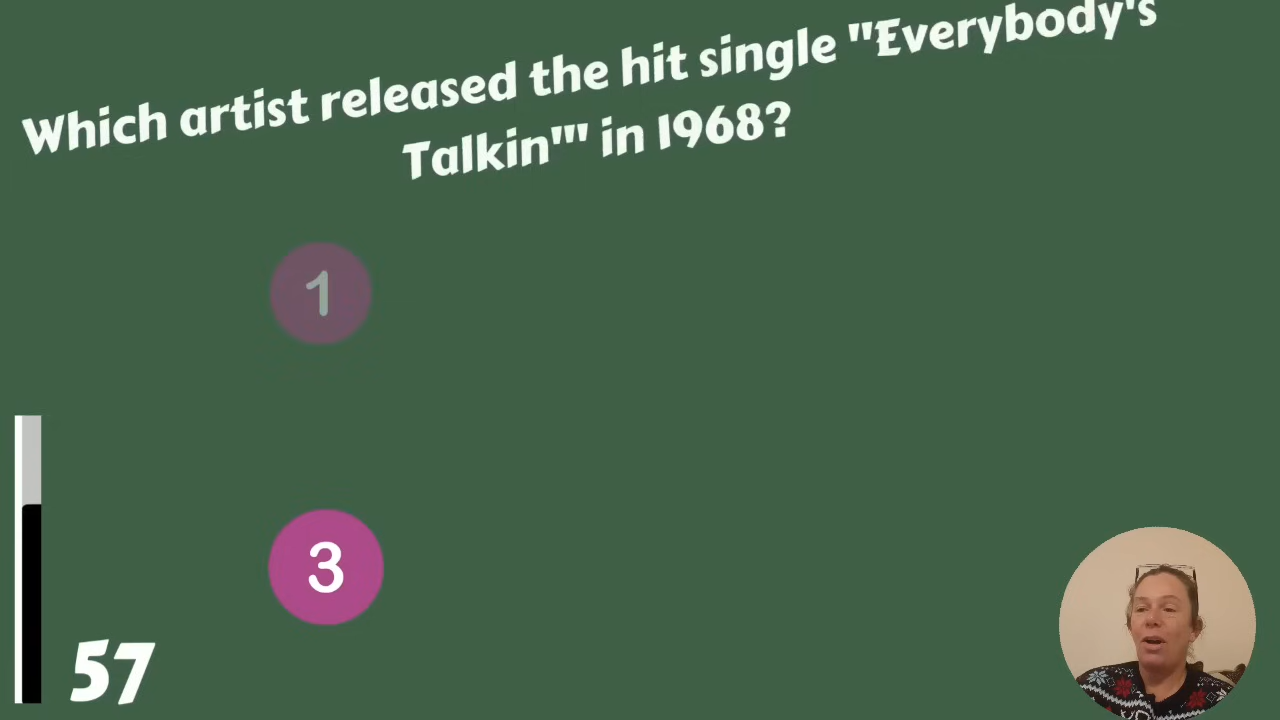 Which artist released the hit single "Everybody's
Talkin'" in 1968?
1
3
57